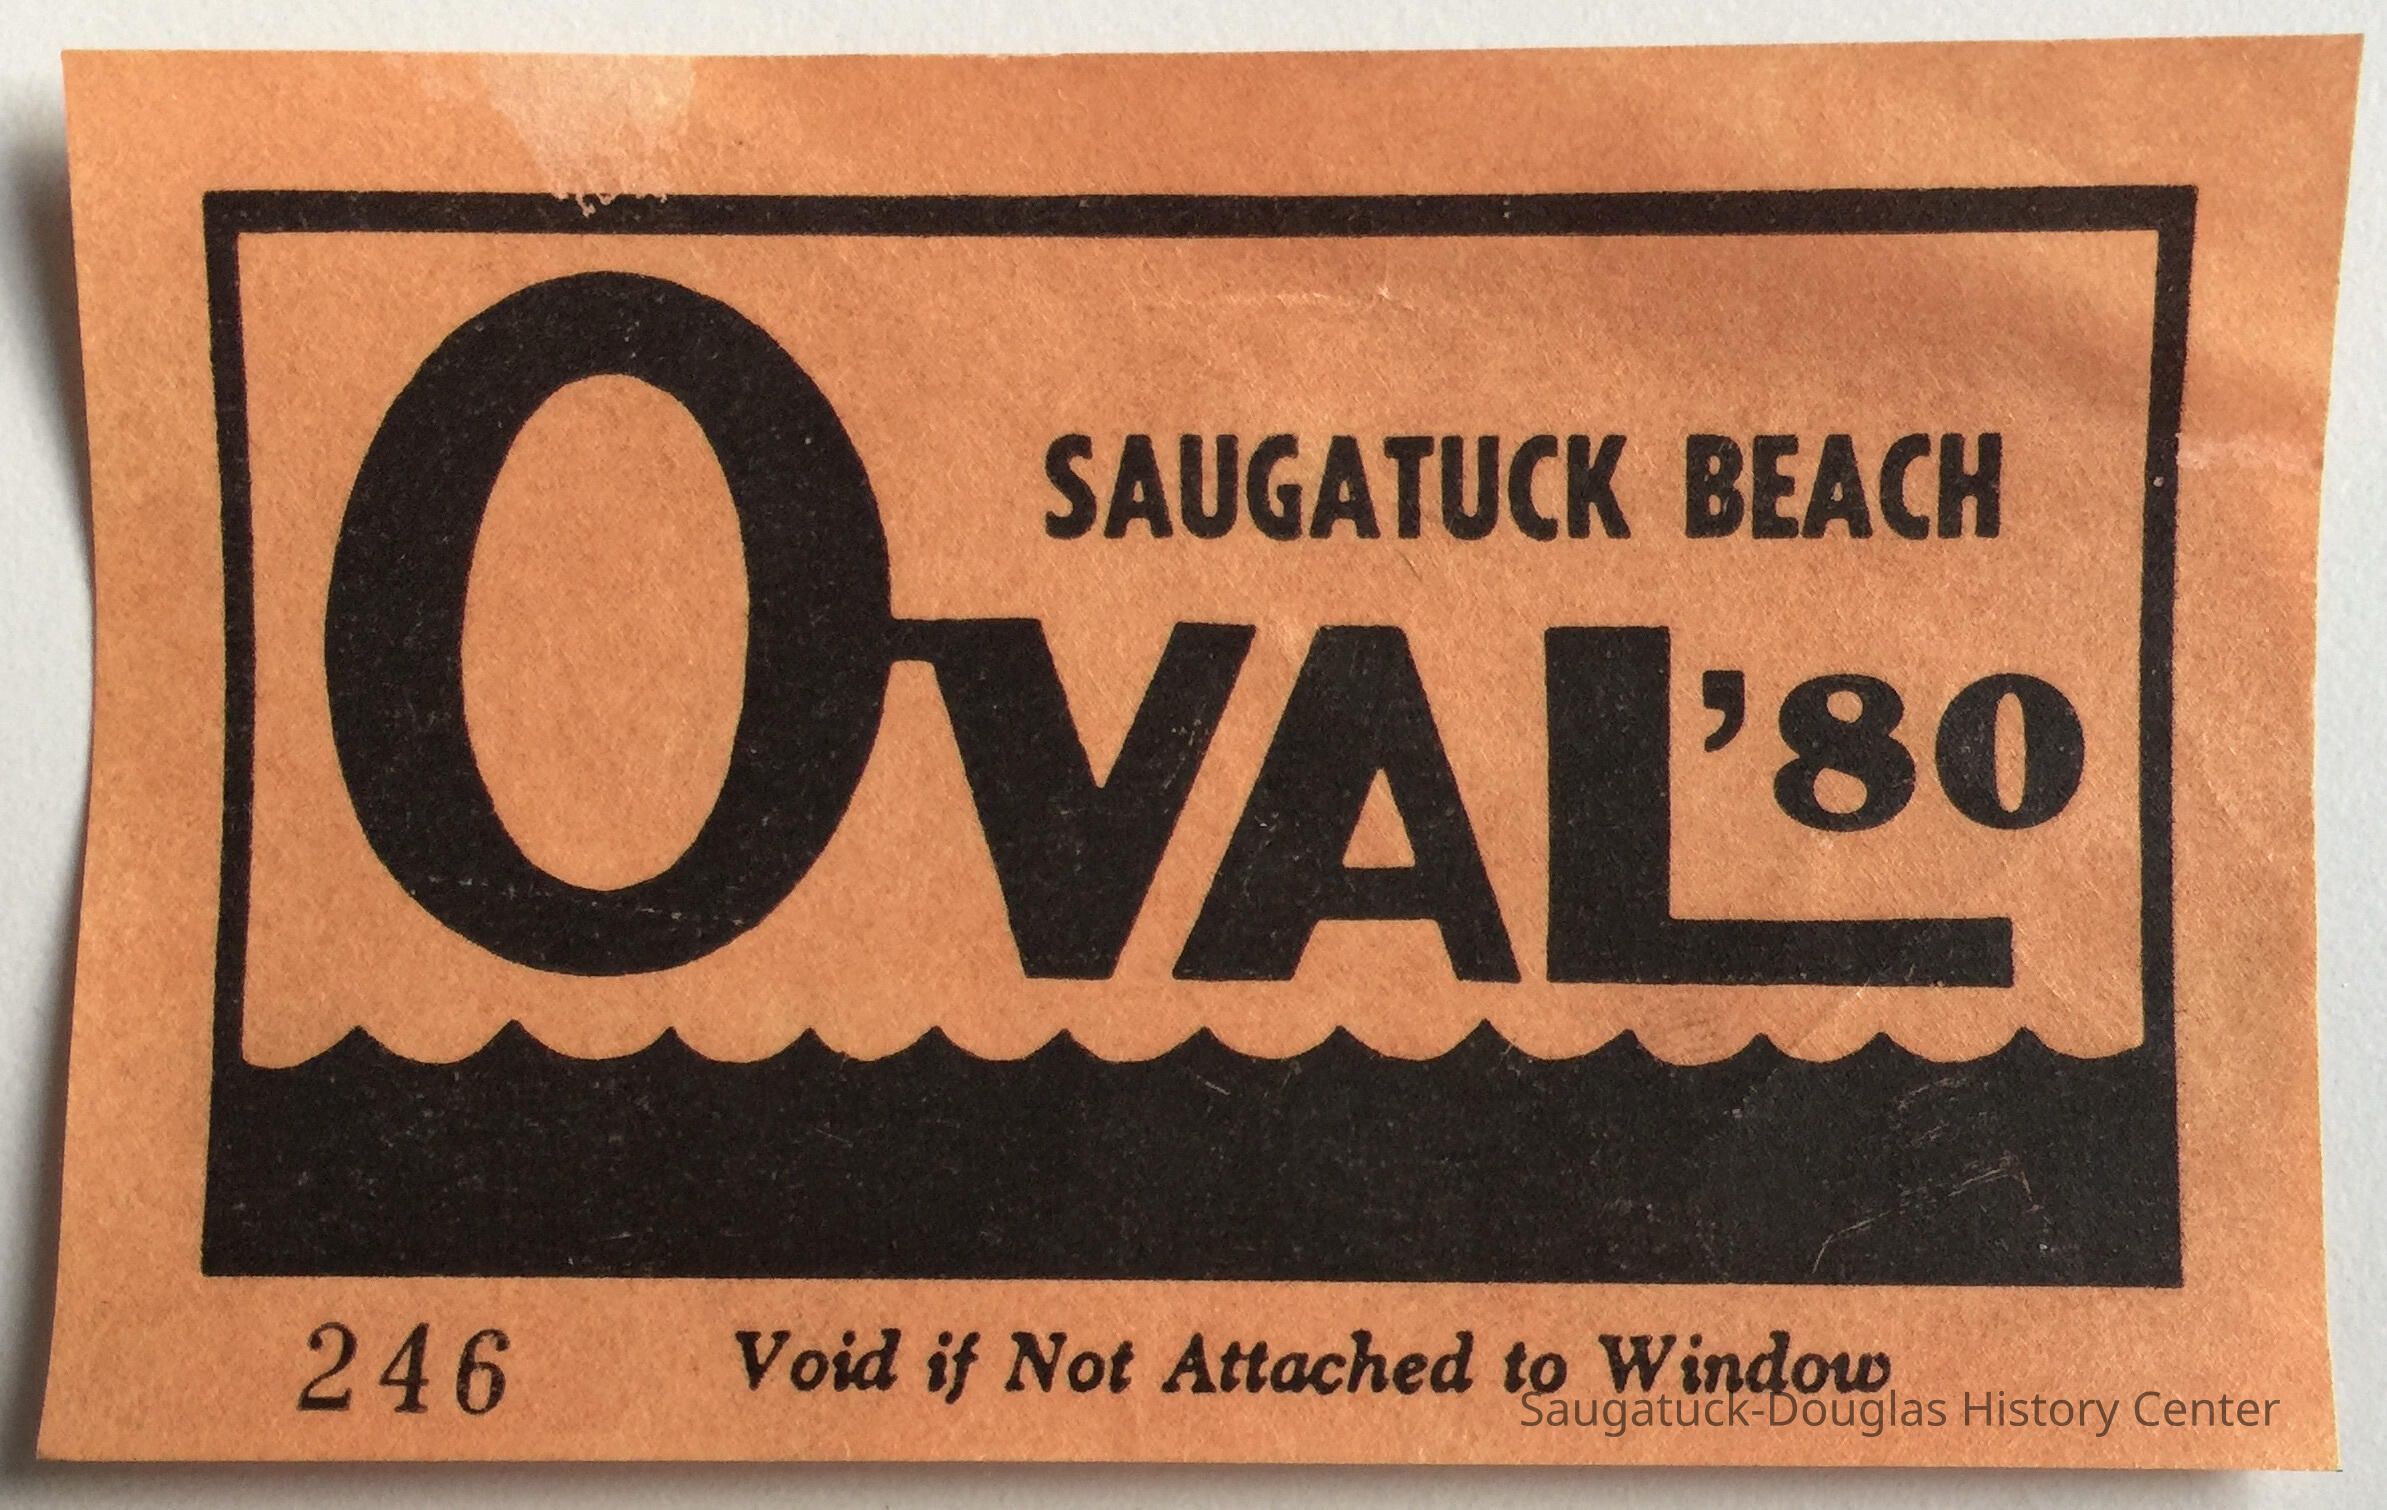 SAUGATUCK BEACH
OVAL '80
246 Void if Not Attached to Window
Saugatuck-Douglas History Center